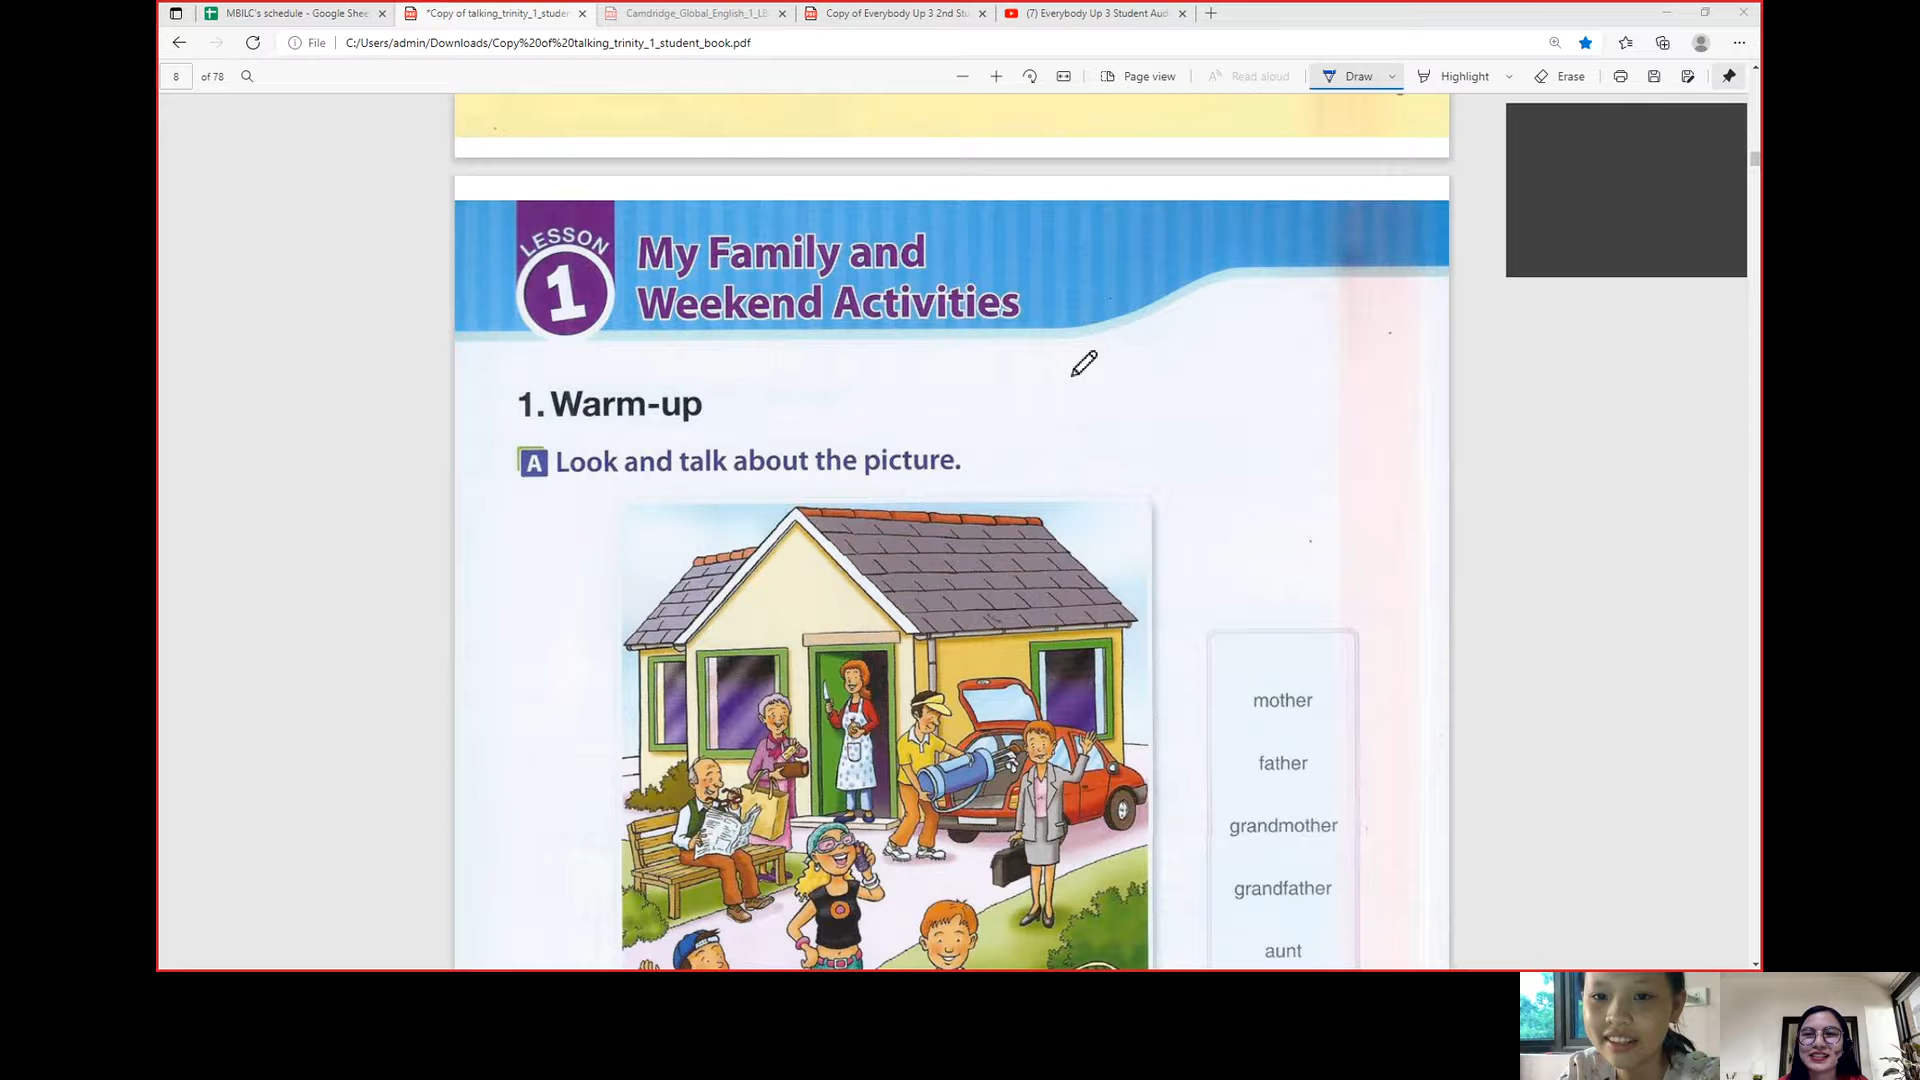 MBILC's schedule - Google Shee
*Copy of talking_trinity_1_studen
Camdridge_Global_English_1_LB
Copy of Everybody Up 3 2nd Stu
(7) Everybody Up 3 Student Aud
File
C:/Users/admin/Downloads/Copy%20of%20talking_trinity_1_student_book.pdf
8 of 78
Page view
Read aloud
Draw
Highlight
Erase
LESSON
1
My Family and
Weekend Activities
1. Warm-up
A Look and talk about the picture.
mother
father
grandmother
grandfather
aunt